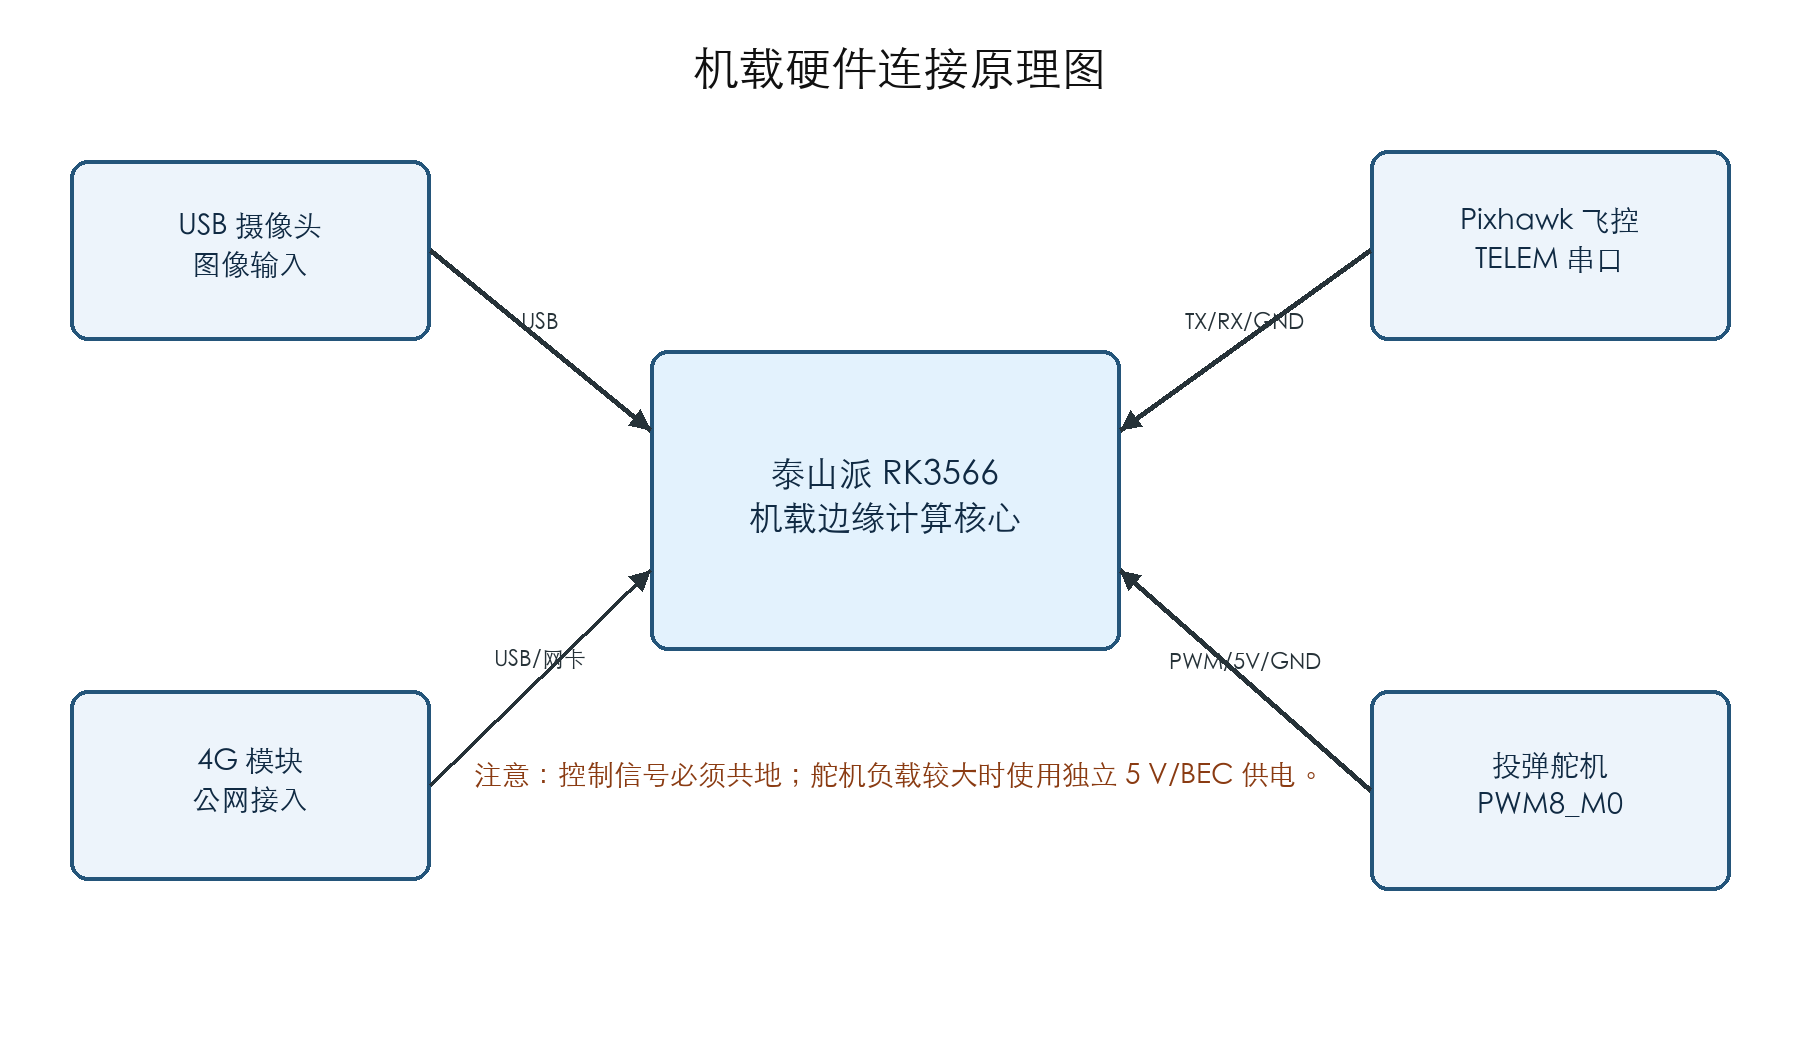 机载硬件连接原理图
USB 摄像头
图像输入
Pixhawk 飞控
TELEM 串口
USB
TX/RX/GND
泰山派 RK3566
机载边缘计算核心
USB/网卡
PWM/5V/GND
4G 模块
公网接入
注意：控制信号必须共地；舵机负载较大时使用独立 5 V/BEC 供电。
投弹舵机
PWM8_M0